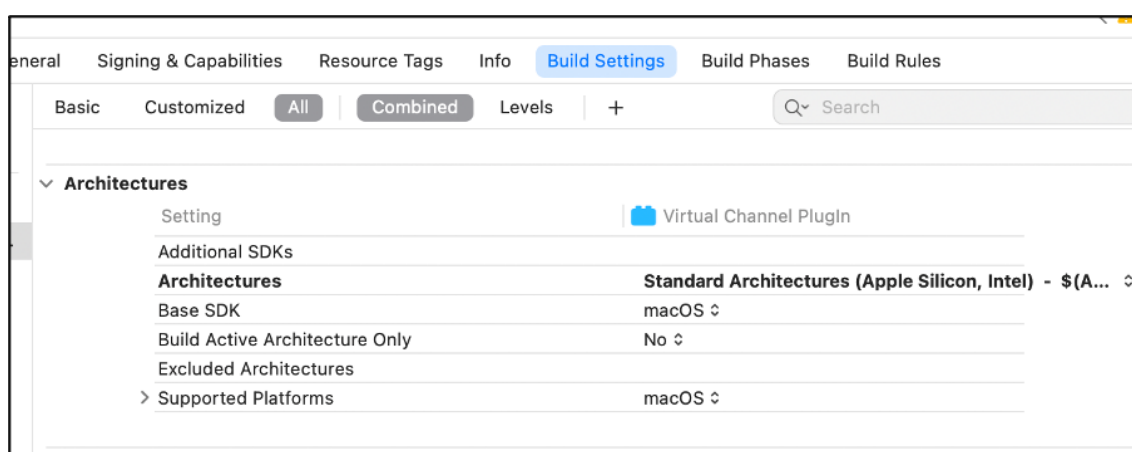 eneral Signing & Capabilities Resource Tags Info Build Settings Build Phases Build Rules
Basic Customized All Combined Levels + Search
Architectures
Setting Virtual Channel PlugIn
Additional SDKs
Architectures Standard Architectures (Apple Silicon, Intel) - $(A...
Base SDK macOS
Build Active Architecture Only No
Excluded Architectures
Supported Platforms macOS